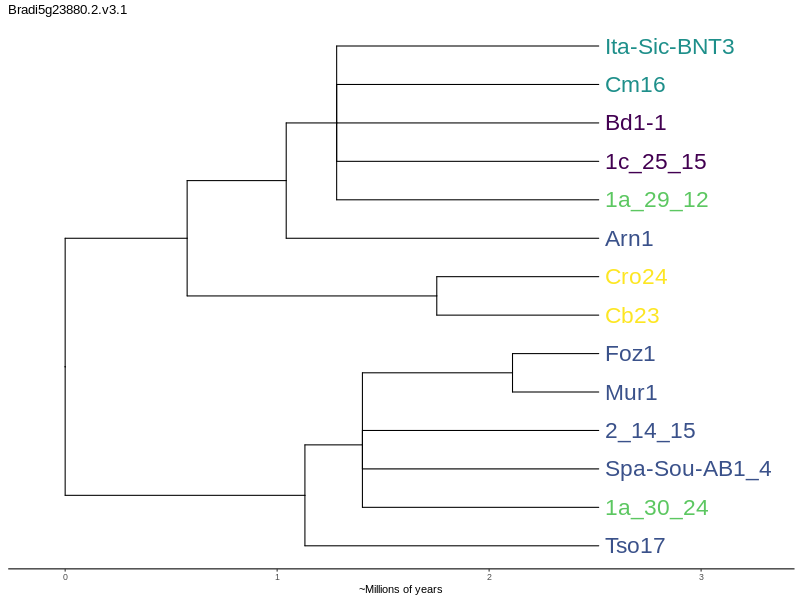 Bradi5g23880.2.v3.1
Ita-Sic-BNT3
Cm16
Bd1-1
1c_25_15
1a_29_12
Arn1
Cro24
Cb23
Foz1
Mur1
2_14_15
Spa-Sou-AB1_4
1a_30_24
Tso17
0 1 2 3
~Millions of years